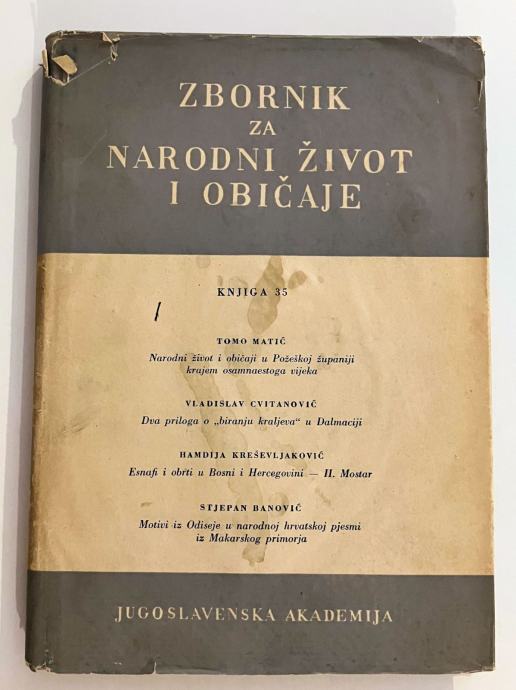 ZBORNIK
ZA
NARODNI ŽIVOT
I OBIČAJE
KNJIGA 35
TOMO MATIĆ
Narodni život i običaji u Požeškoj županiji
krajem osamnaestoga vijeka
VLADISLAV CVITANOVIĆ
Dva priloga o „biranju kraljeva“ u Dalmaciji
HAMDIJA KREŠEVLJAKOVIĆ
Esnafi i obrti u Bosni i Hercegovini — II. Mostar
STJEPAN BANOVIĆ
Motivi iz Odiseje u narodnoj hrvatskoj pjesmi
iz Makarskog primorja
JUGOSLAVENSKA AKADEMIJA